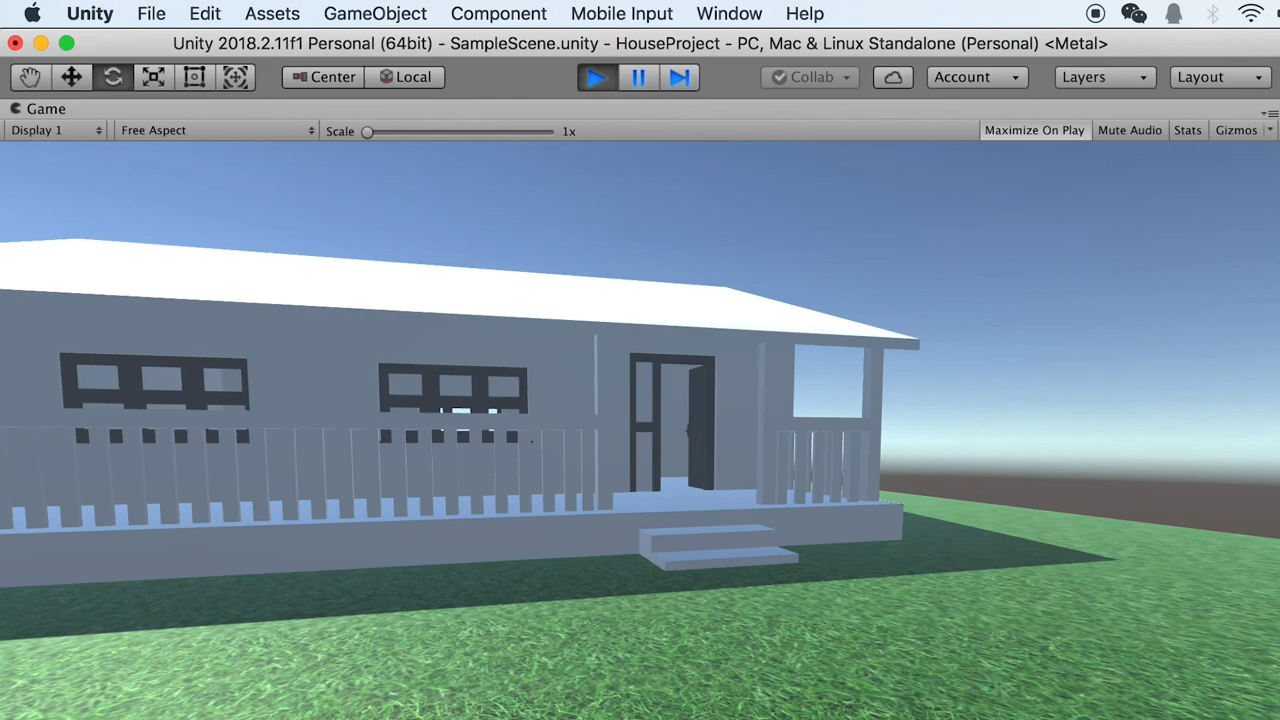 Unity File Edit Assets GameObject Component Mobile Input Window Help
Unity 2018.2.11f1 Personal (64bit) - SampleScene.unity - HouseProject - PC, Mac & Linux Standalone (Personal) <Metal>
Center Local Collab Account Layers Layout
Game
Display 1 Free Aspect Scale 1x Maximize On Play Mute Audio Stats Gizmos